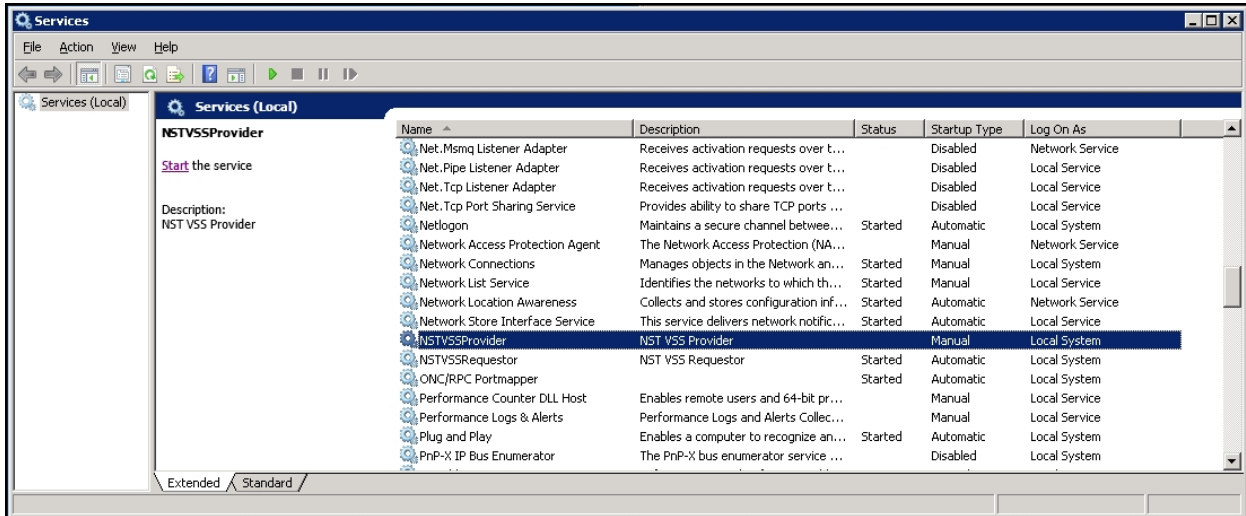 Services
File Action View Help
Services (Local)
Services (Local)
NSTVSSProvider
Start the service
Description:
NST VSS Provider
Name Description Status Startup Type Log On As
Net.Msmq Listener Adapter Receives activation requests over t... Disabled Network Service
Net.Pipe Listener Adapter Receives activation requests over t... Disabled Local Service
Net.Tcp Listener Adapter Receives activation requests over t... Disabled Local Service
Net.Tcp Port Sharing Service Provides ability to share TCP ports ... Disabled Local Service
Netlogon Maintains a secure channel betwee... Started Automatic Local System
Network Access Protection Agent The Network Access Protection (NA... Manual Network Service
Network Connections Manages objects in the Network an... Started Manual Local System
Network List Service Identifies the networks to which th... Started Manual Local Service
Network Location Awareness Collects and stores configuration inf... Started Automatic Network Service
Network Store Interface Service This service delivers network notific... Started Automatic Local Service
NSTVSSProvider NST VSS Provider Manual Local System
NSTVSSRequestor NST VSS Requestor Started Automatic Local System
ONC/RPC Portmapper Started Automatic Local System
Performance Counter DLL Host Enables remote users and 64-bit pr... Manual Local Service
Performance Logs & Alerts Performance Logs and Alerts Collec... Manual Local Service
Plug and Play Enables a computer to recognize an... Started Automatic Local System
PnP-X IP Bus Enumerator The PnP-X bus enumerator service ... Disabled Local System
Extended Standard